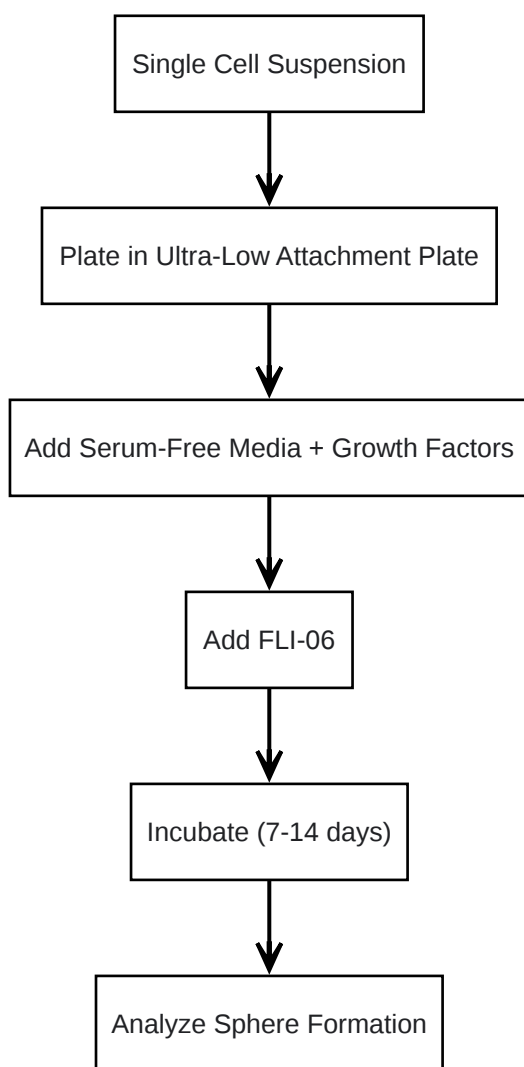 Single Cell Suspension
Plate in Ultra-Low Attachment Plate
Add Serum-Free Media + Growth Factors
Add FLI-06
Incubate (7-14 days)
Analyze Sphere Formation